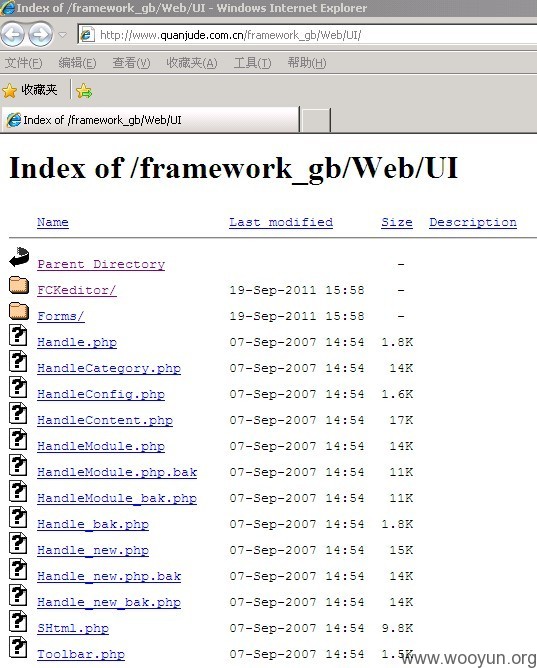 Index of /framework_gb/Web/UI - Windows Internet Explorer
http://www.quanjude.com.cn/framework_gb/Web/UI/
文件(F) 编辑(E) 查看(V) 收藏夹(A) 工具(T) 帮助(H)
收藏夹
Index of /framework_gb/Web/UI
Index of /framework_gb/Web/UI
Name Last modified Size Description
Parent Directory -
FCKeditor/ 19-Sep-2011 15:58 -
Forms/ 19-Sep-2011 15:58 -
Handle.php 07-Sep-2007 14:54 1.8K
HandleCategory.php 07-Sep-2007 14:54 14K
HandleConfig.php 07-Sep-2007 14:54 1.6K
HandleContent.php 07-Sep-2007 14:54 17K
HandleModule.php 07-Sep-2007 14:54 14K
HandleModule.php.bak 07-Sep-2007 14:54 11K
HandleModule_bak.php 07-Sep-2007 14:54 11K
Handle_bak.php 07-Sep-2007 14:54 1.8K
Handle_new.php 07-Sep-2007 14:54 15K
Handle_new.php.bak 07-Sep-2007 14:54 14K
Handle_new_bak.php 07-Sep-2007 14:54 14K
SHtml.php 07-Sep-2007 14:54 9.8K
Toolbar.php 07-Sep-2007 14:54 1.5K
www.wooyun.org